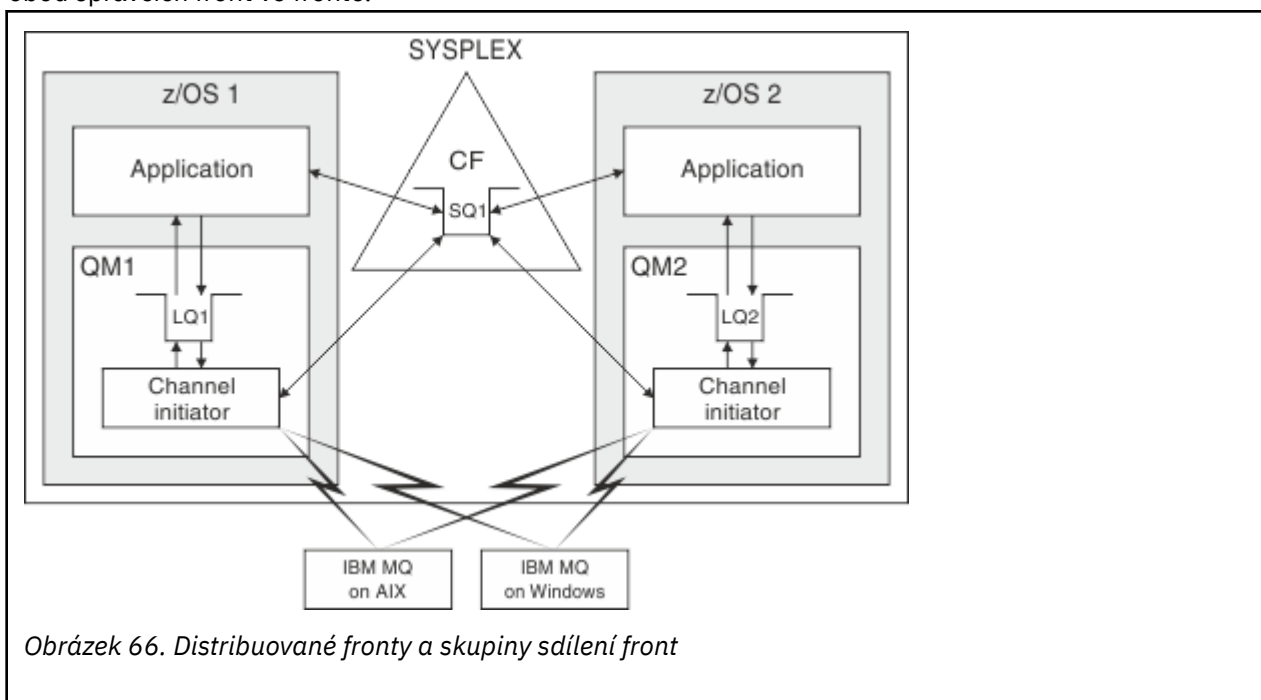 SYSPLEX
z/OS 1
z/OS 2
Application
CF
Application
SQ1
QM1
QM2
LQ1
LQ2
Channel
initiator
Channel
initiator
IBM MQ
on AIX
IBM MQ
on Windows
Obrázek 66. Distribuované fronty a skupiny sdílení front